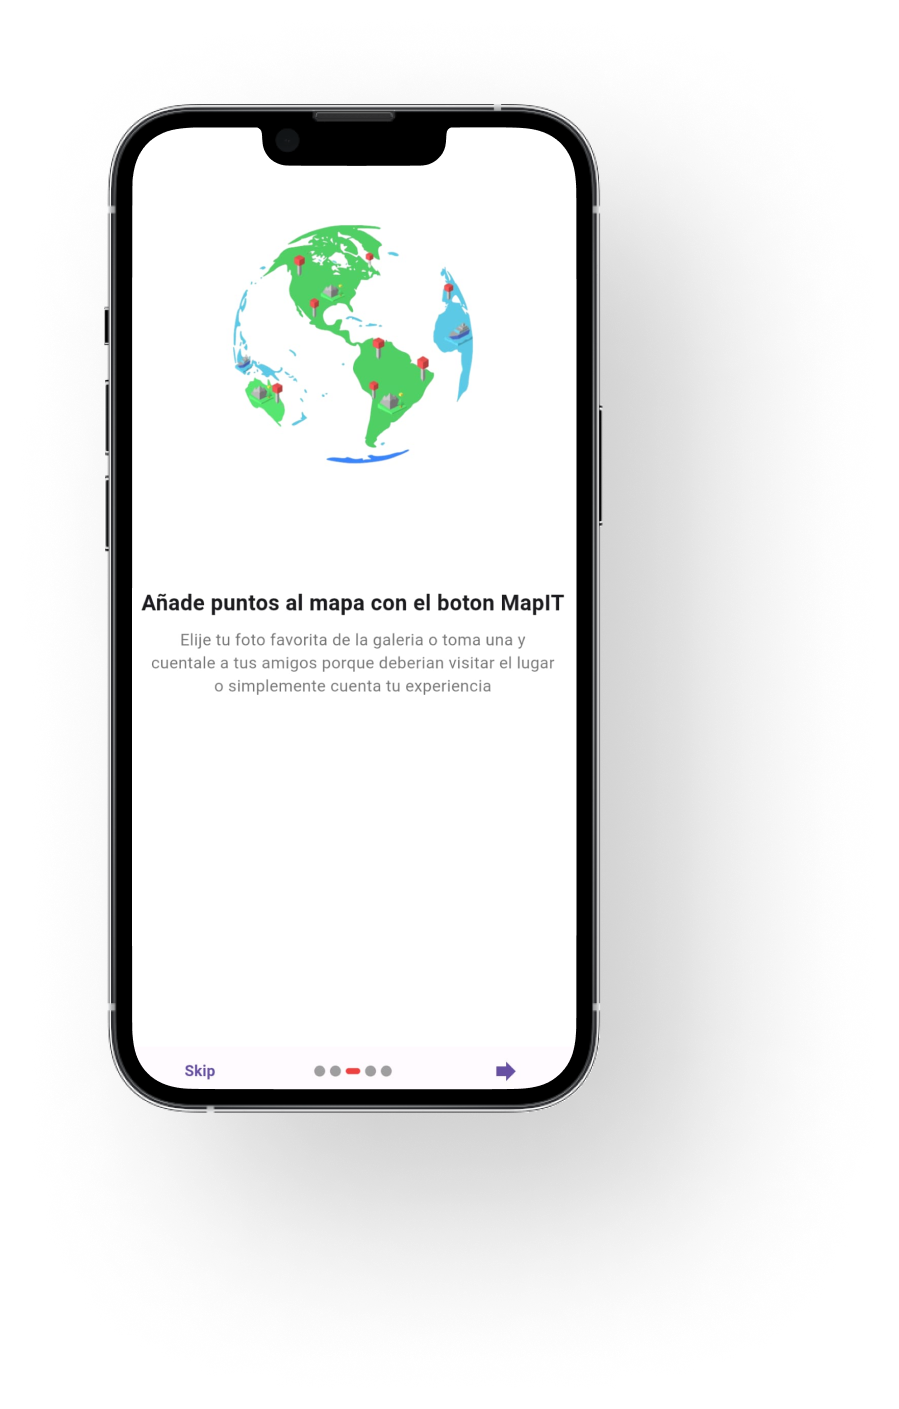 Añade puntos al mapa con el boton MapIT
Elije tu foto favorita de la galeria o toma una y
cuentale a tus amigos porque deberian visitar el lugar
o simplemente cuenta tu experiencia
Skip